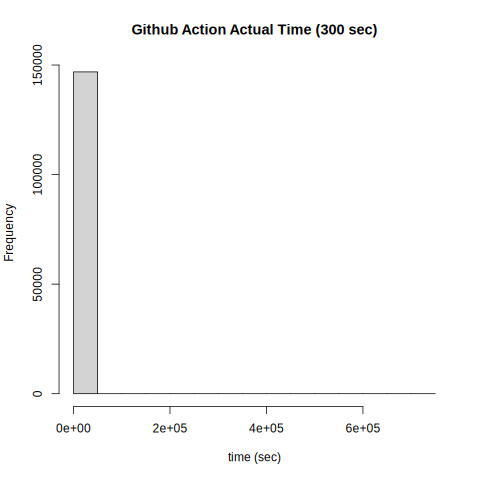 Github Action Actual Time (300 sec)
150000
100000
50000
0
Frequency
0e+00 2e+05 4e+05 6e+05
time (sec)